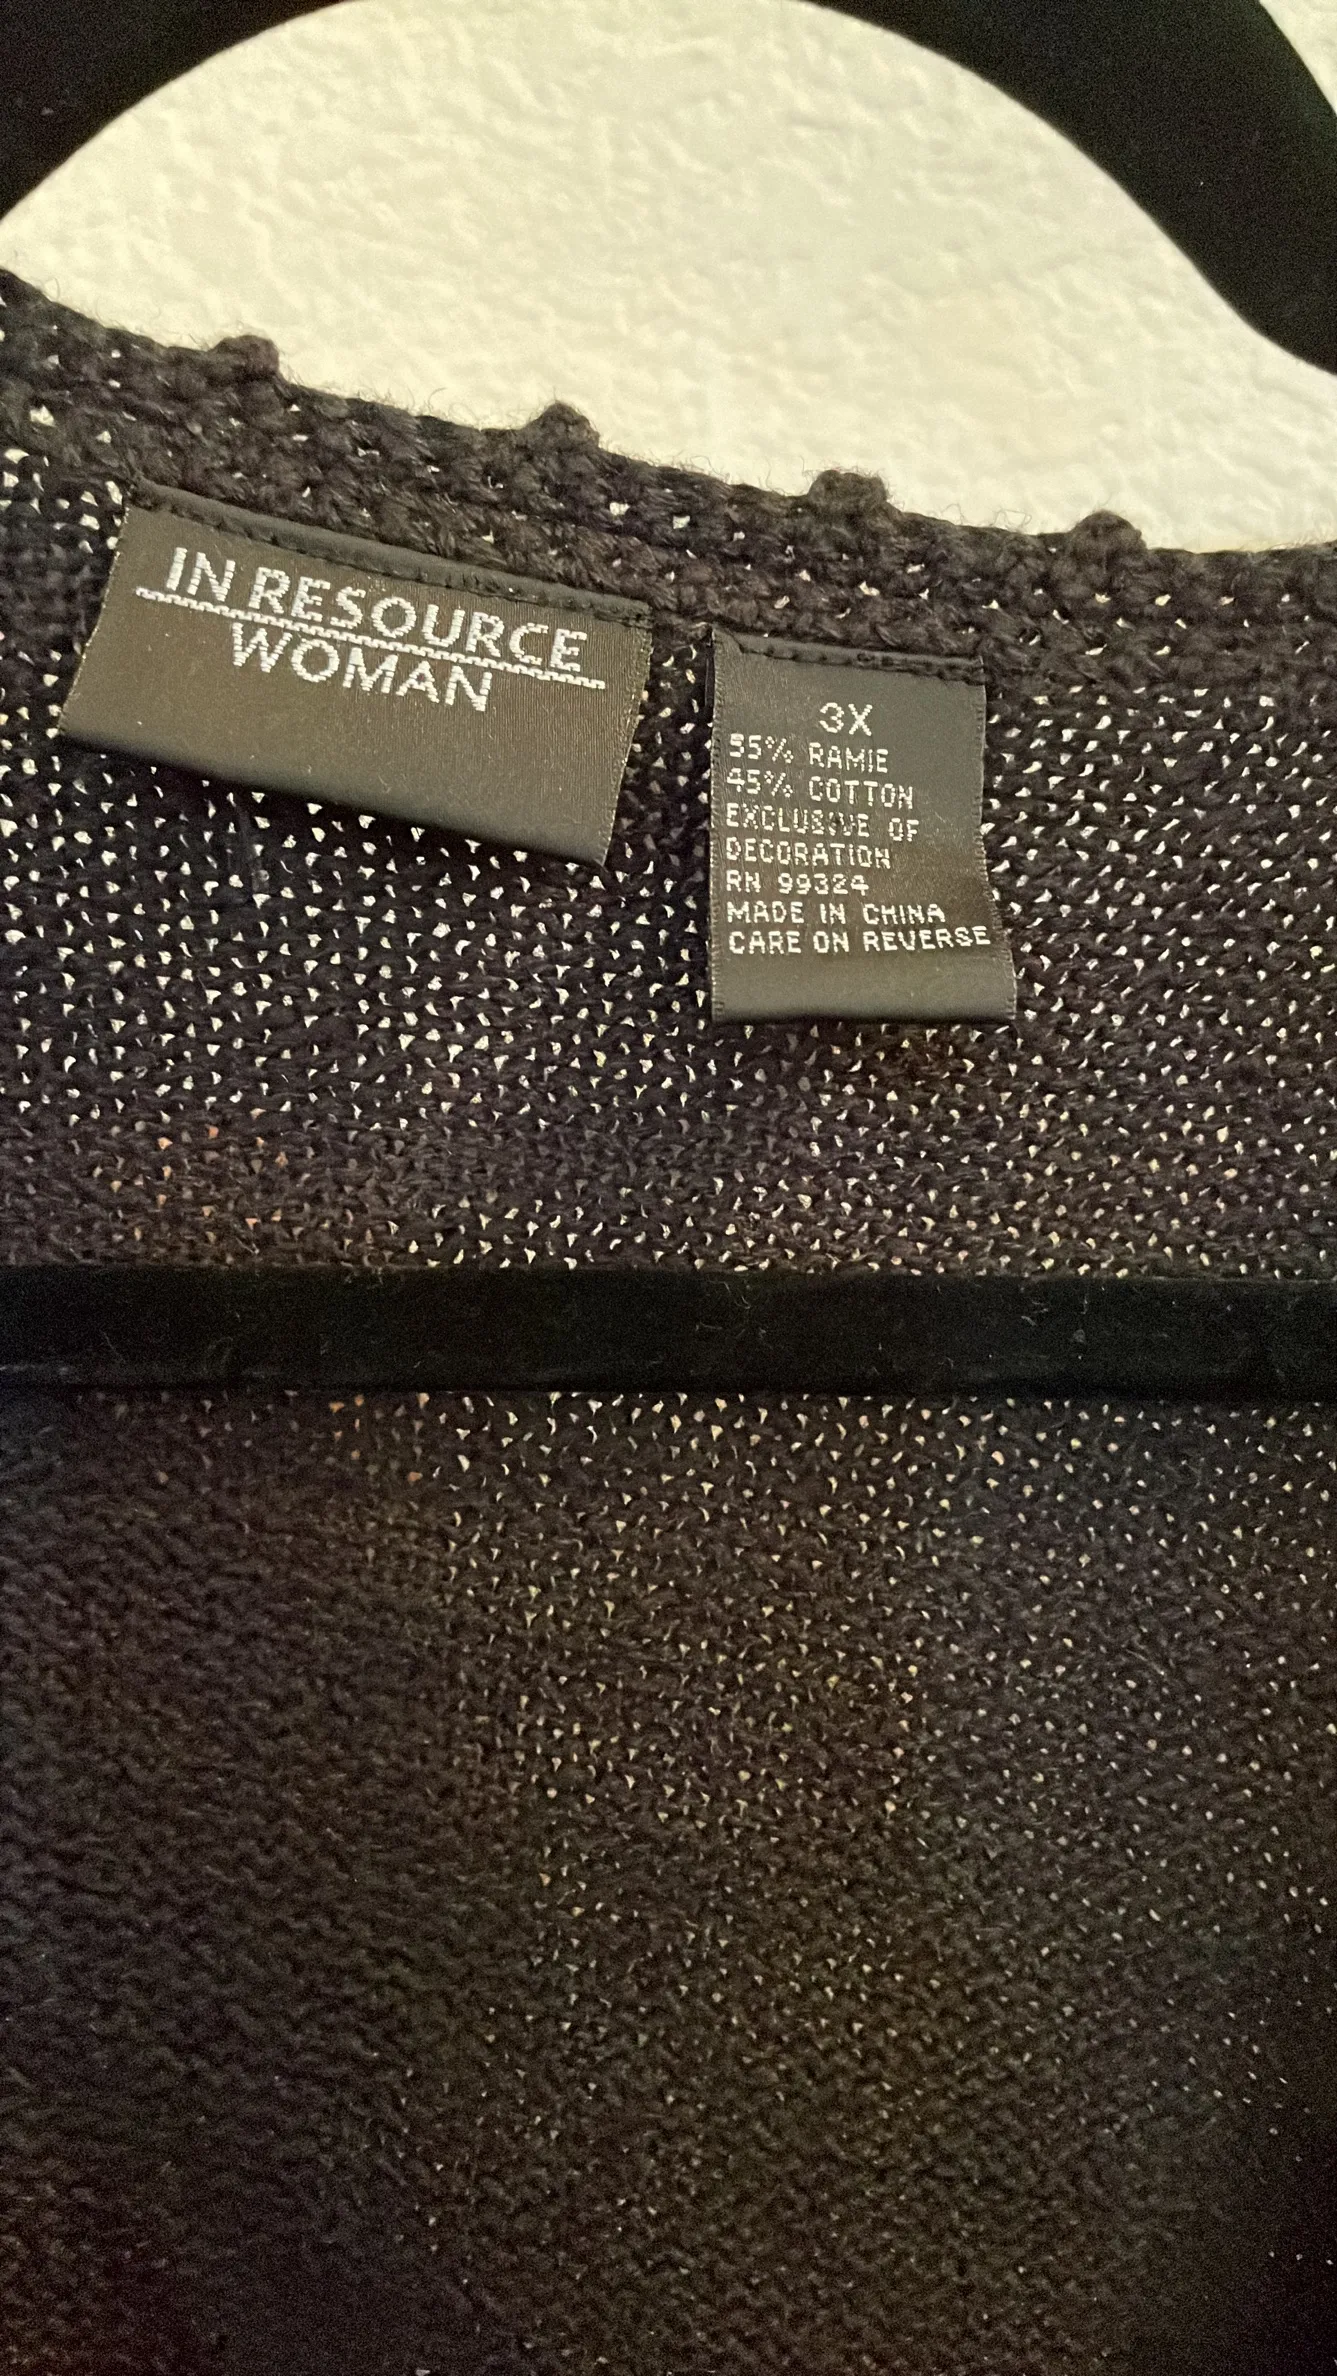 IN RESOURCE
WOMAN
3X
55% RAMIE
45% COTTON
EXCLUSIVE OF
DECORATION
RN 99324
MADE IN CHINA
CARE ON REVERSE